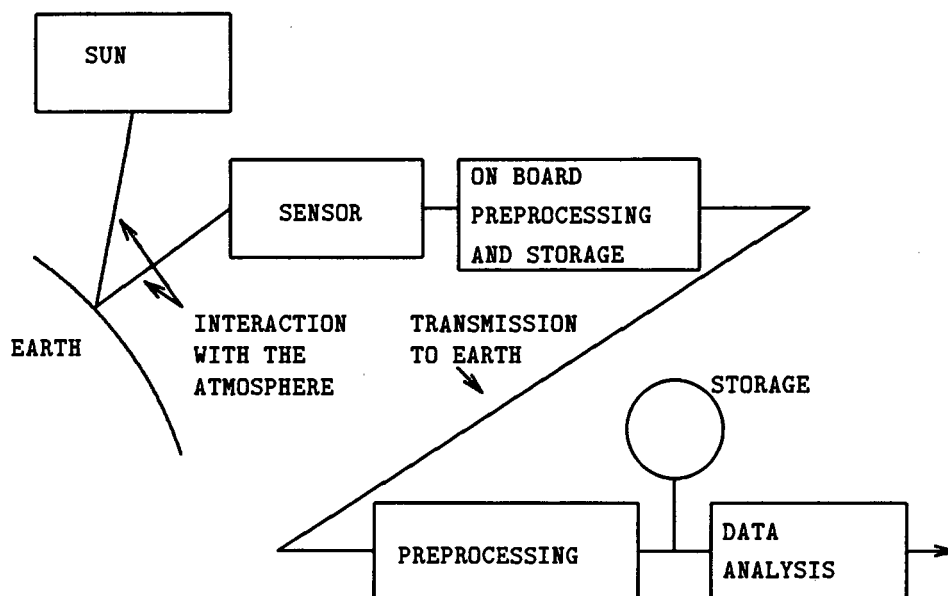 SUN
SENSOR
ON BOARD
PREPROCESSING
AND STORAGE
EARTH
INTERACTION
WITH THE
ATMOSPHERE
TRANSMISSION
TO EARTH
STORAGE
PREPROCESSING
DATA
ANALYSIS